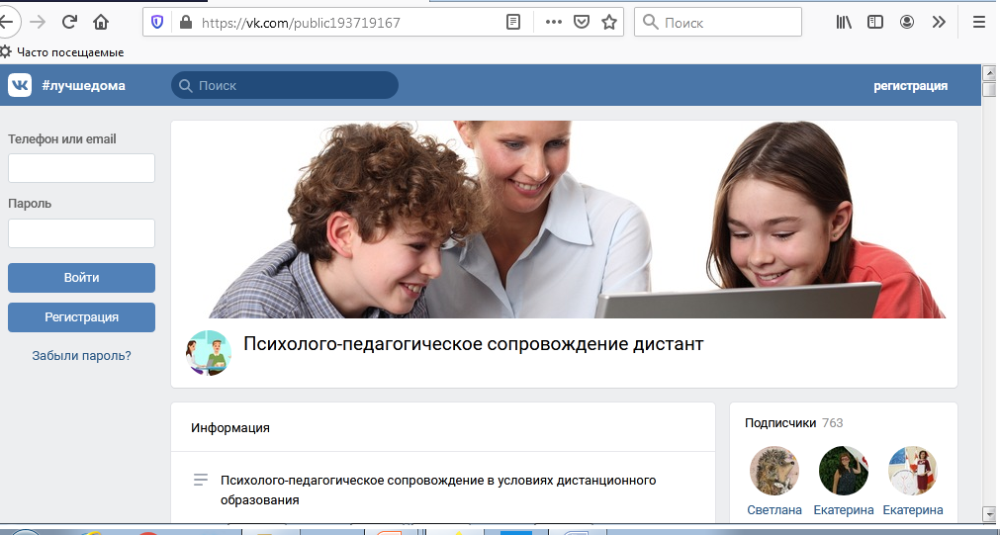 https://vk.com/public193719167
Поиск
Часто посещаемые
#лучшедома
Поиск
регистрация
Телефон или email
Пароль
Войти
Регистрация
Забыли пароль?
Психолого-педагогическое сопровождение дистант
Информация
Психолого-педагогическое сопровождение в условиях дистанционного
образования
Подписчики 763
Светлана Екатерина Екатерина